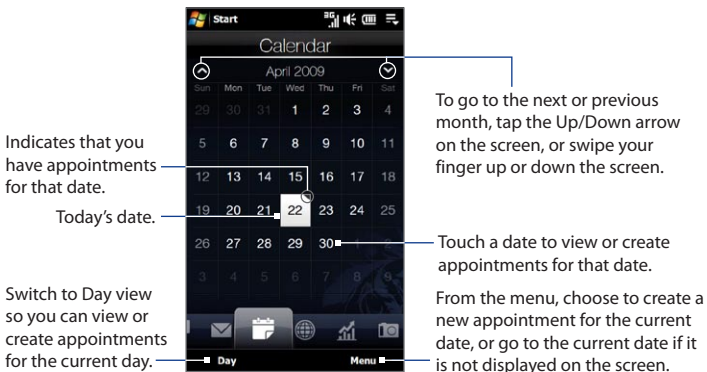 Start
3G
Calendar
April 2009
Sun Mon Tue Wed Thu Fri Sat
29 30 31 1 2 3 4
5 6 7 8 9 10 11
12 13 14 15 16 17 18
19 20 21 22 23 24 25
26 27 28 29 30 1 2
3 4 5 6 7 8 9
Day
Menu
Indicates that you
have appointments
for that date.
Today's date.
Switch to Day view
so you can view or
create appointments
for the current day.
To go to the next or previous
month, tap the Up/Down arrow
on the screen, or swipe your
finger up or down the screen.
Touch a date to view or create
appointments for that date.
From the menu, choose to create a
new appointment for the current
date, or go to the current date if it
is not displayed on the screen.